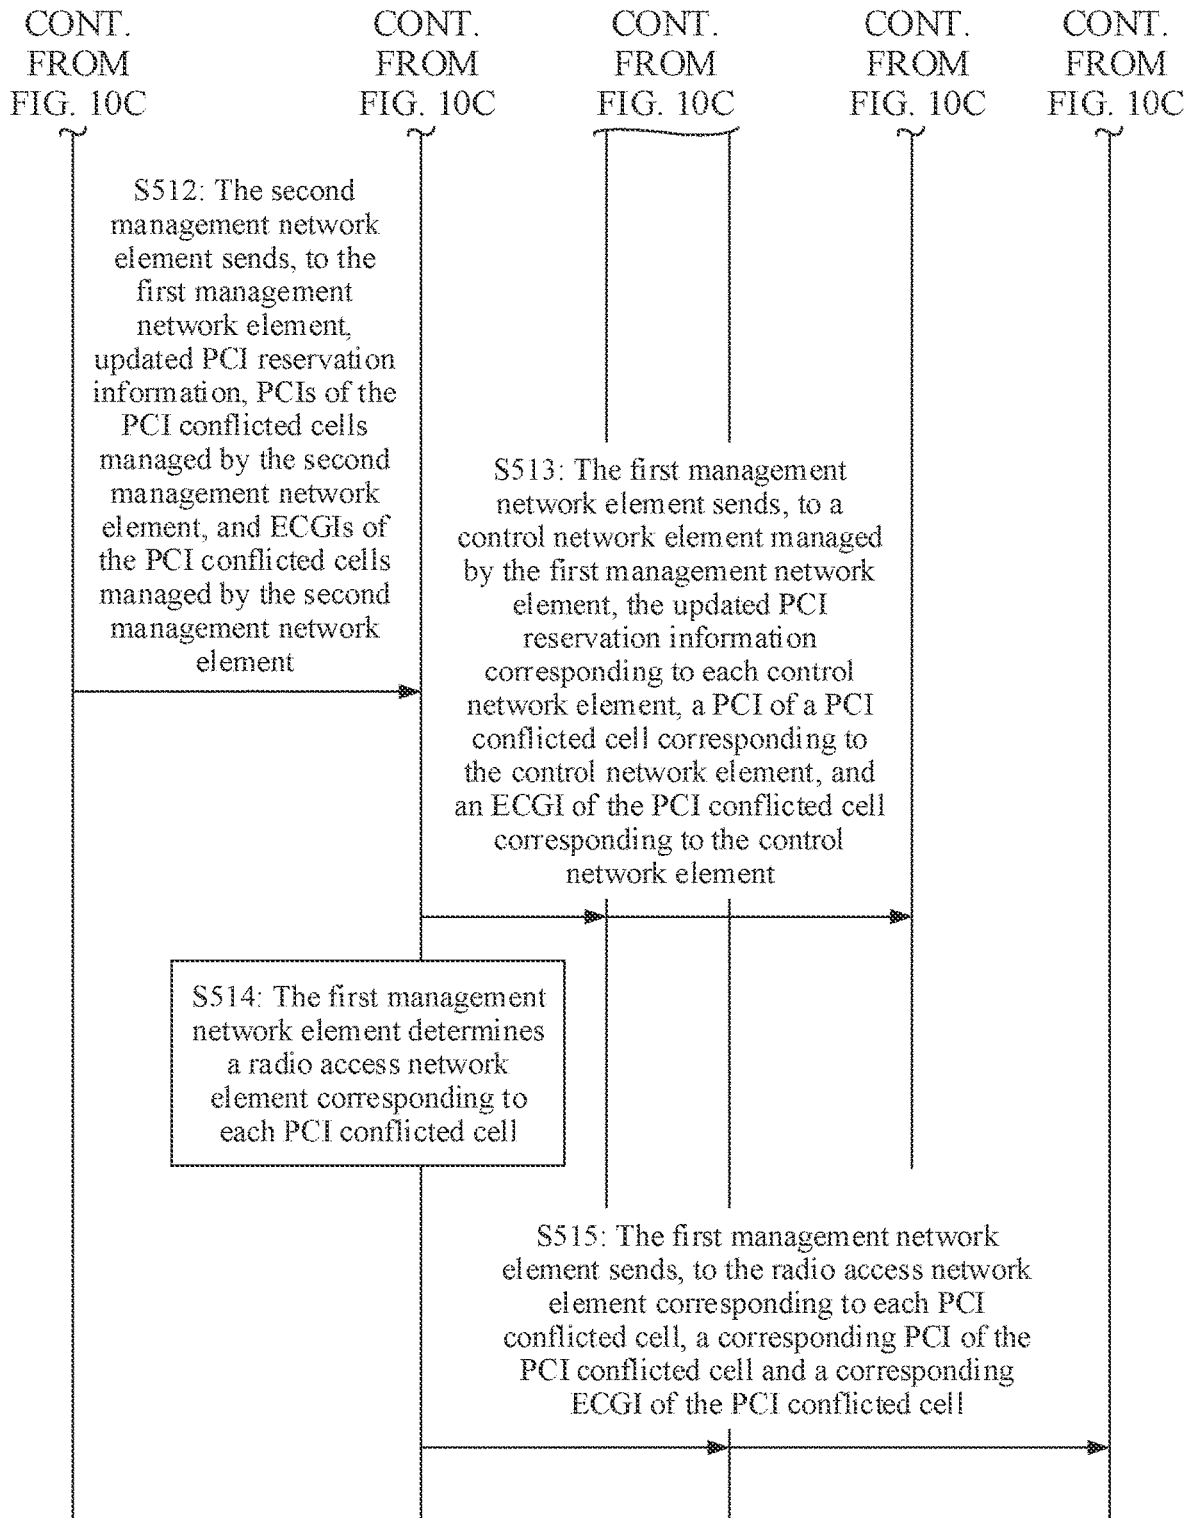 CONT. FROM FIG. 10C
CONT. FROM FIG. 10C
CONT. FROM FIG. 10C
CONT. FROM FIG. 10C
CONT. FROM FIG. 10C
S512: The second
management network
element sends, to the
first management
network element,
updated PCI reservation
information, PCIs of the
PCI conflicted cells
managed by the second
management network
element, and ECGIs of
the PCI conflicted cells
managed by the second
management network
element
S513: The first management
network element sends, to a
control network element managed
by the first management network
element, the updated PCI
reservation information
corresponding to each control
network element, a PCI of a PCI
conflicted cell corresponding to
the control network element, and
an ECGI of the PCI conflicted cell
corresponding to the control
network element
S514: The first management
network element determines
a radio access network
element corresponding to
each PCI conflicted cell
S515: The first management network
element sends, to the radio access network
element corresponding to each PCI
conflicted cell, a corresponding PCI of the
PCI conflicted cell and a corresponding
ECGI of the PCI conflicted cell